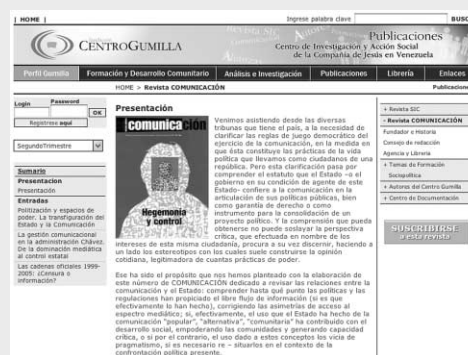 | HOME |
Ingrese palabra clave
BUSC
CENTROGUMILLA
Publicaciones
Centro de Investigación y Acción Social
de la Compañía de Jesús en Venezuela
Perfil Gumilla
Formación y Desarrollo Comunitario
Análisis e Investigación
Publicaciones
Librería
Enlaces
HOME > Revista COMUNICACIÓN
Publicacione
Login
Password
OK
Regístrese aquí
SegundoTrimestre
Sumario
Presentacion
Presentación
Entradas
Politización y espacios de
poder. La transfiguración del
Estado y la Comunicación
La gestión comunicacional
en la administración Chávez.
De la dominación mediática
al control estatal
Las cadenas oficiales 1999-
2005: ¿Censura o
información?
Presentación
comunicación
Hegemonía
y control
Venimos asistiendo desde las diversas
tribunas que tiene el país, a la necesidad de
clarificar las reglas de juego democrático del
ejercicio de la comunicación, en la medida en
que ésta constituye las prácticas de la vida
política que llevamos como ciudadanos de una
república. Pero esta clarificación pasa por
comprender el estatuto que el Estado -o el
gobierno en su condición de agente de este
Estado- confiere a la comunicación en la
articulación de sus políticas públicas, bien
como garantía de derecho o como
instrumento para la consolidación de un
proyecto político. Y la comprensión que pueda
obtenerse no puede soslayar la perspectiva
crítica, que efectuada en nombre de los
intereses de esta misma ciudadanía, procura a su vez discernir, haciendo a
un lado los estereotipos con los cuales suele construirse la opinión
cotidiana, legitimadora de cuantas prácticas de poder.
Ese ha sido el propósito que nos hemos planteado con la elaboración de
este número de COMUNICACIÓN dedicado a revisar las relaciones entre la
comunicación y el Estado: comprender hasta qué punto las políticas y las
regulaciones han propiciado el libre flujo de información (si es que
efectivamente lo han hecho), corrigiendo las asimetrías de acceso al
espectro mediático; si, efectivamente, el uso que el Estado ha hecho de la
comunicación "popular", "alternativa", "comunitaria" ha contribuido con el
desarrollo social, empoderando las comunidades y generando capacidad
crítica, o si por el contrario, el uso dado a estos conceptos los vicia de
pragmatismo, si es necesario re – situarlos en el contexto de la
confrontación política presente.
+ Revista SIC
- Revista COMUNICACIÓN
Fundador e Historia
Consejo de redacción
Agencia y Librería
+ Temas de Formación
Sociopolítica
+ Autores del Centro Gumilla
+ Centro de Documentación
SUSCRIBIRSE
a esta revista